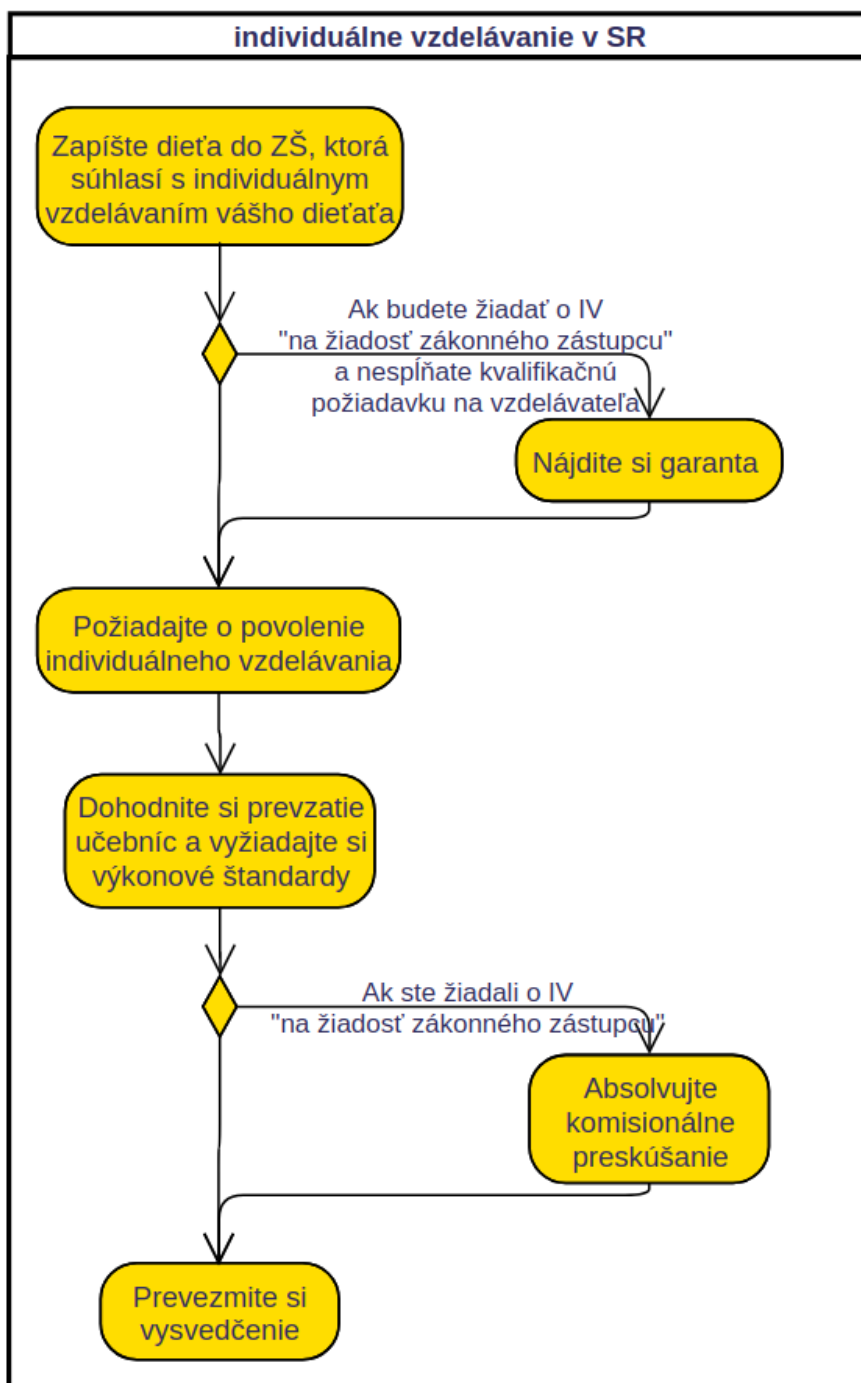 individuálne vzdelávanie v SR
Zapíšte dieťa do ZŠ, ktorá
súhlasí s individuálnym
vzdelávaním vášho dieťaťa
Ak budete žiadať o IV
"na žiadosť zákonného zástupcu"
a nespĺňate kvalifikačnú
požiadavku na vzdelávateľa
Nájdite si garanta
Požiadajte o povolenie
individuálneho vzdelávania
Dohodnite si prevzatie
učebníc a vyžiadajte si
výkonové štandardy
Ak ste žiadali o IV
"na žiadosť zákonného zástupcu"
Absolvujte
komisionálne
preskúšanie
Prevezmite si
vysvedčenie